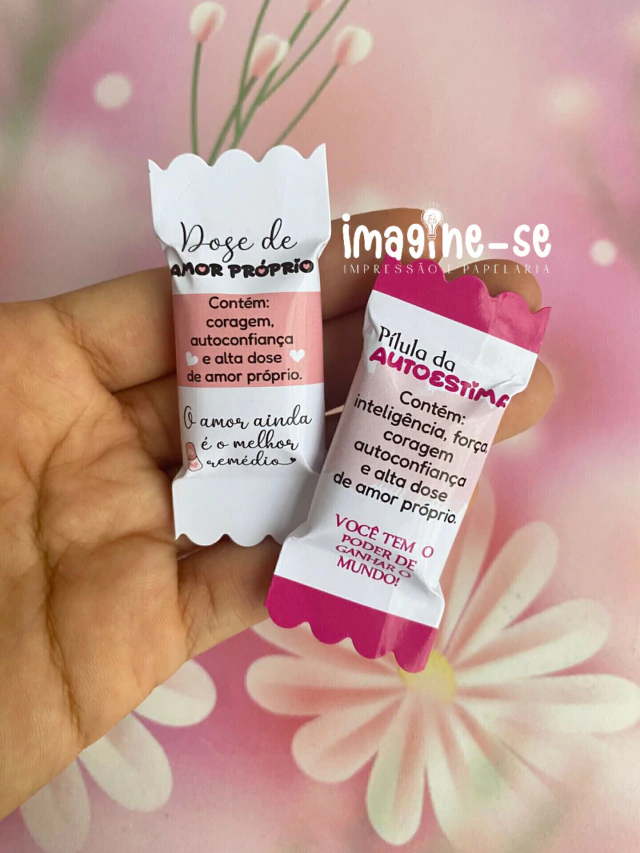 Dose de
AMOR PRÓPRIO
Contém:
coragem,
autoconfiança
e alta dose
de amor próprio.
O amor ainda
é o melhor
remédio
imagine-se
IMPRESSÃO E PAPELARIA
Pílula da
AUTOESTIMA
Contém:
inteligência, força,
coragem
autoconfiança
e alta dose
de amor próprio.
VOCÊ TEM O
PODER DE
GANHAR O
MUNDO!